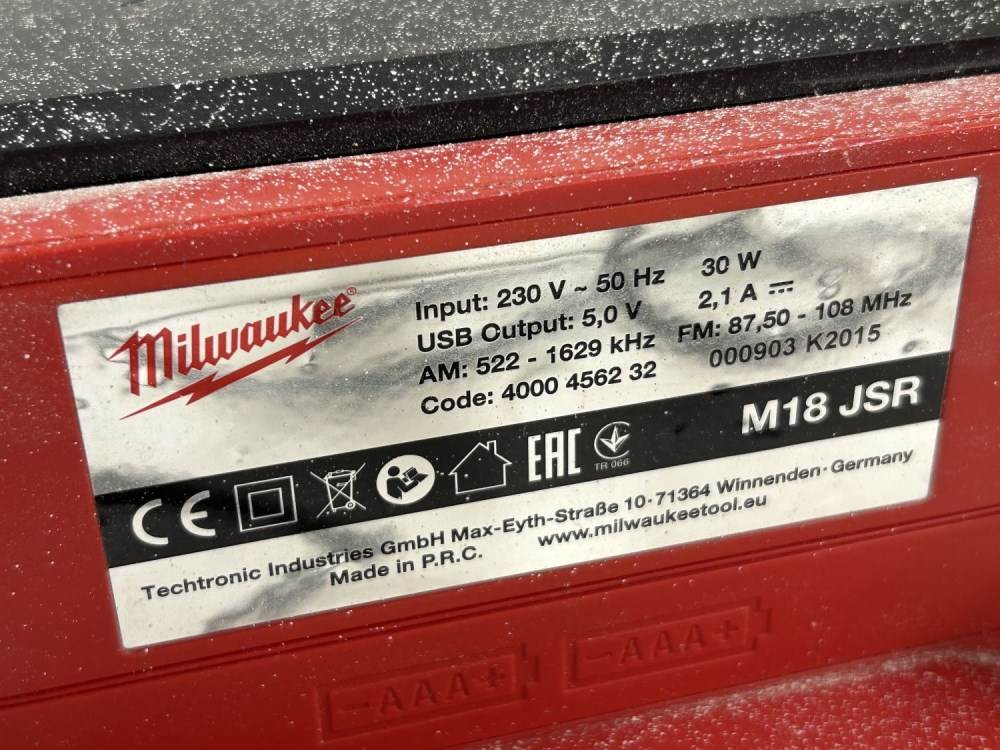 Milwaukee®
Input: 230 V ~ 50 Hz 30 W
USB Output: 5,0 V 2,1 A
AM: 522 - 1629 kHz FM: 87,50 - 108 MHz
Code: 4000 4562 32 000903 K2015
M18 JSR
CE EAC TR 066
Techtronic Industries GmbH Max-Eyth-Straße 10·71364 Winnenden·Germany
Made in P.R.C. www.milwaukeetool.eu
-AAA+ -AAA+